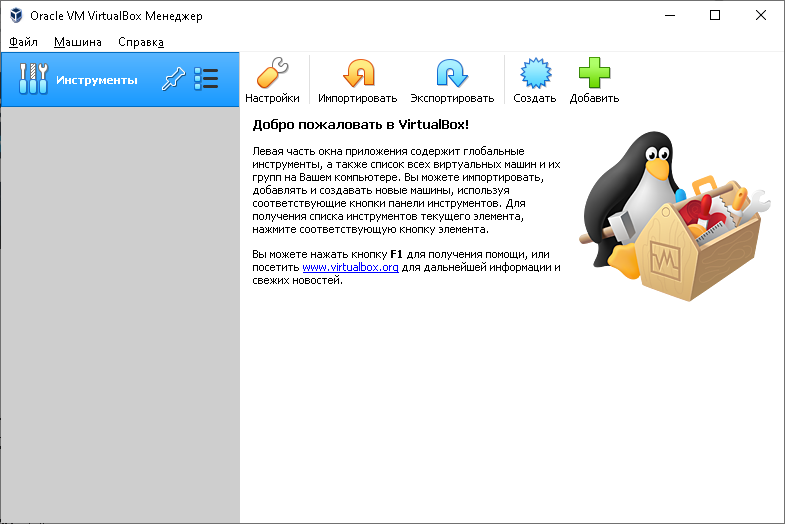 Oracle VM VirtualBox Менеджер
Файл Машина Справка
Инструменты
Настройки Импортировать Экспортировать Создать Добавить
Добро пожаловать в VirtualBox!
Левая часть окна приложения содержит глобальные
инструменты, а также список всех виртуальных машин и их
групп на Вашем компьютере. Вы можете импортировать,
добавлять и создавать новые машины, используя
соответствующие кнопки панели инструментов. Для
получения списка инструментов текущего элемента,
нажмите соответствующую кнопку элемента.
Вы можете нажать кнопку F1 для получения помощи, или
посетить www.virtualbox.org для дальнейшей информации и
свежих новостей.
VM